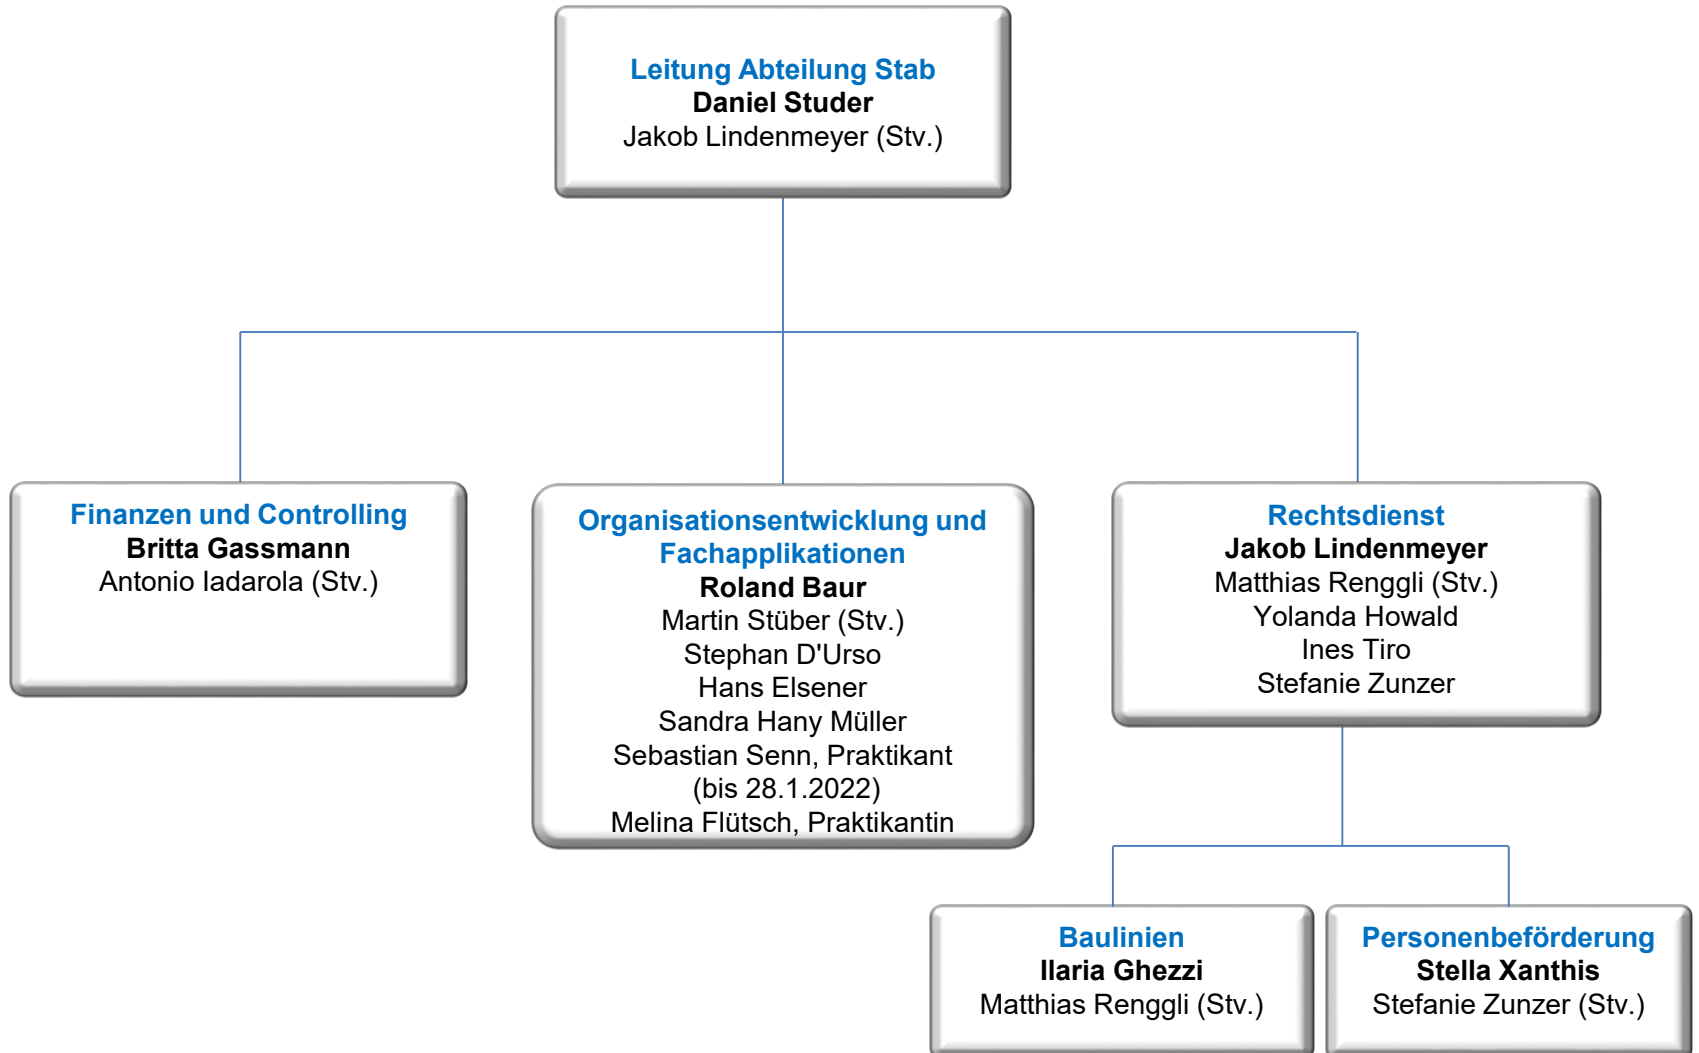 Leitung Abteilung Stab
Daniel Studer
Jakob Lindenmeyer (Stv.)
Finanzen und Controlling
Britta Gassmann
Antonio Iadarola (Stv.)
Organisationsentwicklung und
Fachapplikationen
Roland Baur
Martin Stüber (Stv.)
Stephan D'Urso
Hans Elsener
Sandra Hany Müller
Sebastian Senn, Praktikant
(bis 28.1.2022)
Melina Flütsch, Praktikantin
Rechtsdienst
Jakob Lindenmeyer
Matthias Renggli (Stv.)
Yolanda Howald
Ines Tiro
Stefanie Zunzer
Baulinien
Ilaria Ghezzi
Matthias Renggli (Stv.)
Personenbeförderung
Stella Xanthis
Stefanie Zunzer (Stv.)